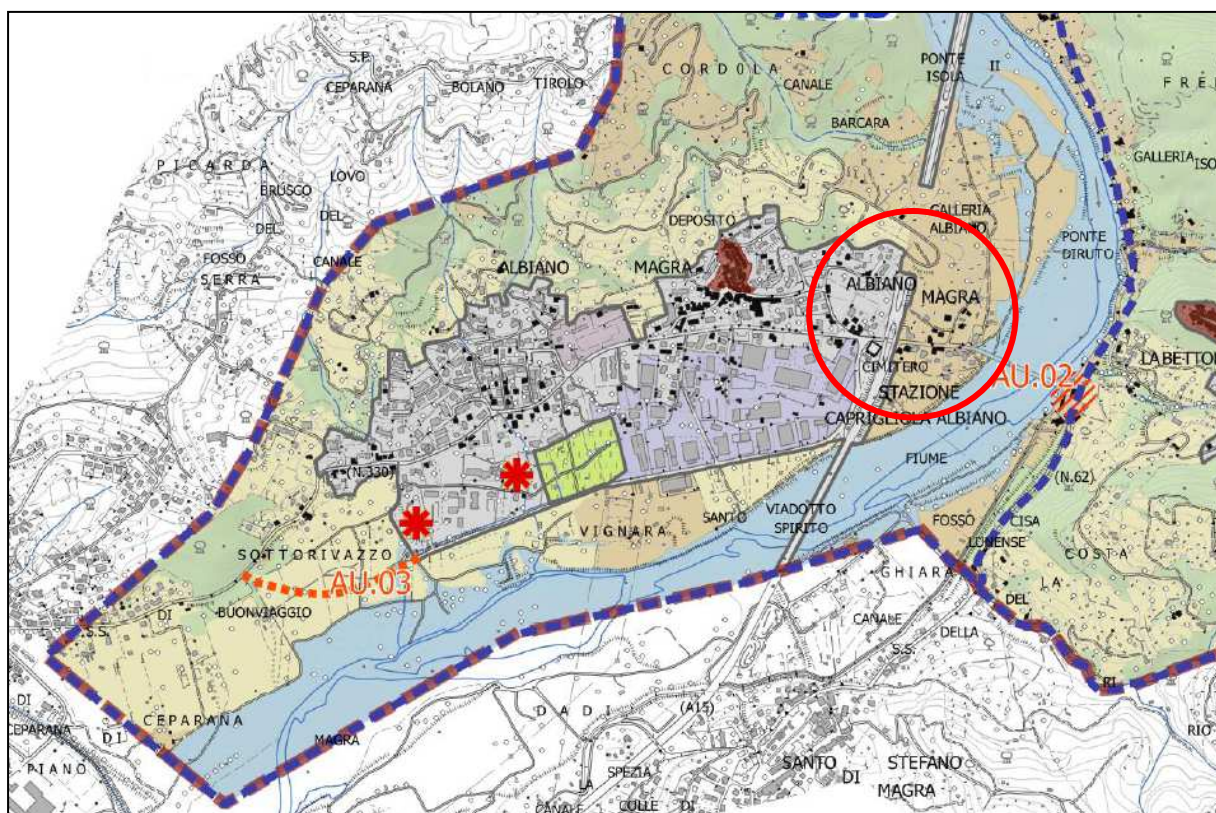 CORDOLA
CANALE
BARCARA
PONTE
ISOLA
II
S.P.
CEPARANA
BOLANO
TIROLO
PICARDA
BRUSCO
LOVO
DEL
DEL
FOSSO
SERRA
CANALE
GALLERIA ISO
DEPOSITO
GALLERIA
ALBIANO
PONTE
DIRUTO
ALBIANO
MAGRA
ALBIANO
MAGRA
CIMITERO
STAZIONE
CAPRIGLIOLA ALBIANO
AU.02
LA BETTOL
FIUME
(N.62)
(N.330)
VIGNARA
SANTO
VIADOTTO
SPIRITO
FOSSO
LONENSE
CISA
COSTA
LA
DEL
SOTTORIVAZZO
AU.03
DI
BUONVIAGGIO
S.S.
GHIARA
CANALE
DELLA
S.S.
RI
RIO
DI
CEPARANA
DI
PIANO
CEPARANA
MAGRA
DADI
(A15)
LA
SPEZIA
CANALE
COLLE DI
SANTO
DI
STEFANO
MAGRA